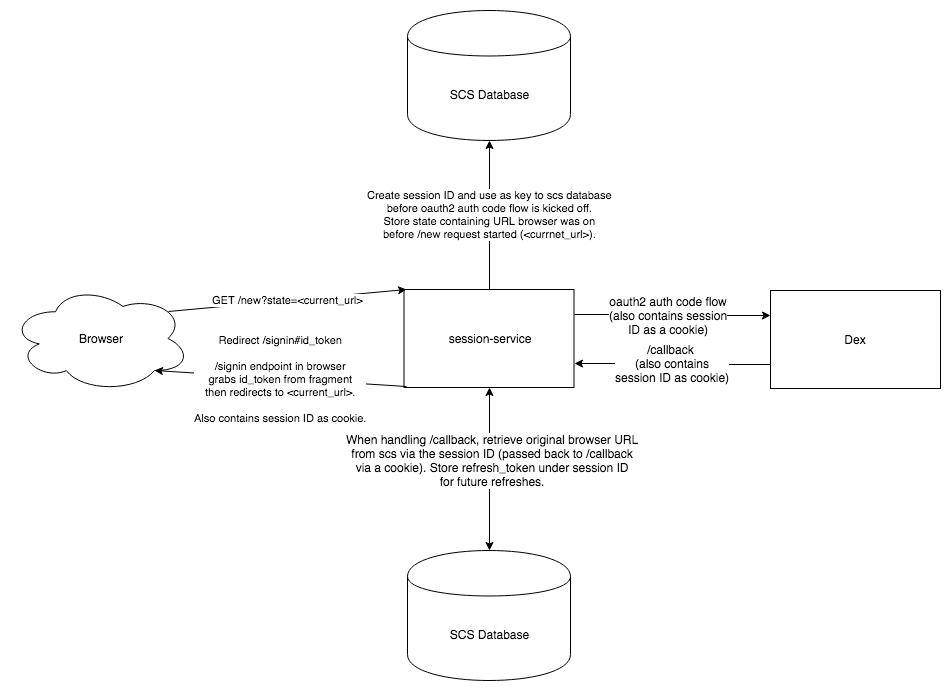 SCS Database
Create session ID and use as key to scs database
before oauth2 auth code flow is kicked off.
Store state containing URL browser was on
before /new request started (<currnet_url>).
GET /new?state=<current_url>
Browser
Redirect /signin#id_token
/signin endpoint in browser
grabs id_token from fragment
then redirects to <current_url>.
Also contains session ID as cookie.
session-service
oauth2 auth code flow
(also contains session
ID as a cookie)
/callback
(also contains
session ID as cookie)
Dex
When handling /callback, retrieve original browser URL
from scs via the session ID (passed back to /callback
via a cookie). Store refresh_token under session ID
for future refreshes.
SCS Database